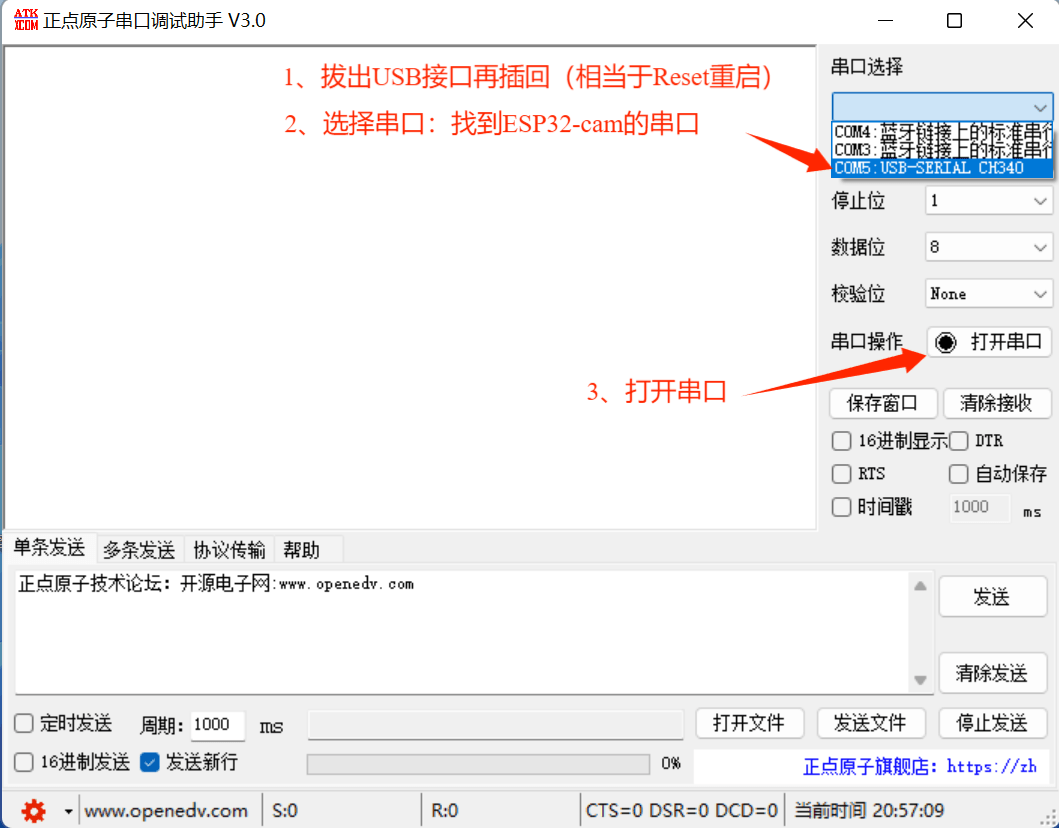 ATK
XCOM 正点原子串口调试助手 V3.0
1、拔出USB接口再插回（相当于Reset重启）
2、选择串口：找到ESP32-cam的串口
串口选择
COM4:蓝牙链接上的标准串行
COM3:蓝牙链接上的标准串行
COM5:USB-SERIAL CH340
停止位 1
数据位 8
校验位 None
串口操作 打开串口
3、打开串口
保存窗口 清除接收
16进制显示 DTR
RTS 自动保存
时间戳 1000 ms
单条发送 多条发送 协议传输 帮助
正点原子技术论坛：开源电子网:www.openedv.com
发送
清除发送
定时发送 周期: 1000 ms 打开文件 发送文件 停止发送
16进制发送 发送新行 0% 正点原子旗舰店：https://zh
www.openedv.com S:0 R:0 CTS=0 DSR=0 DCD=0 当前时间 20:57:09